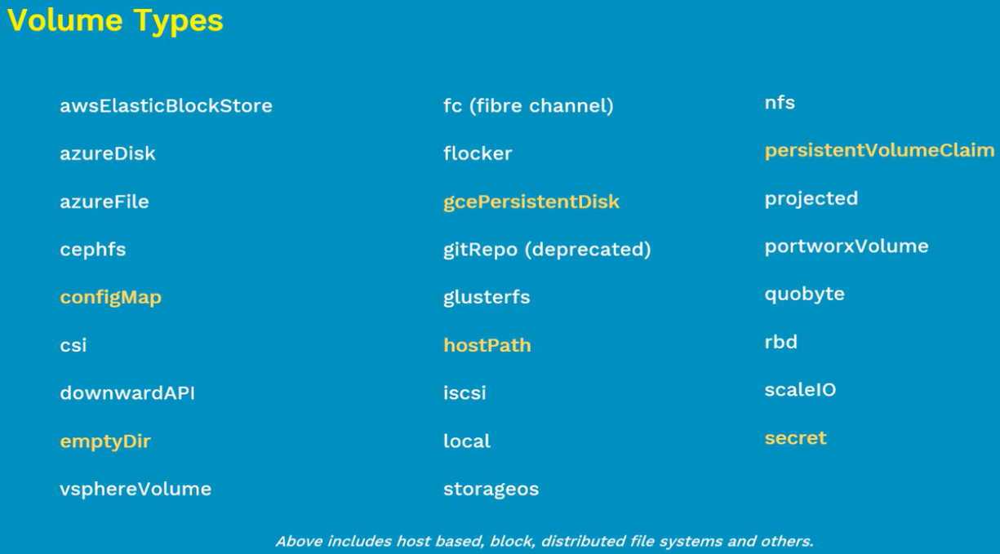 Volume Types
awsElasticBlockStore
azureDisk
azureFile
cephfs
configMap
csi
downwardAPI
emptyDir
vsphereVolume
fc (fibre channel)
flocker
gcePersistentDisk
gitRepo (deprecated)
glusterfs
hostPath
iscsi
local
storageos
nfs
persistentVolumeClaim
projected
portworxVolume
quobyte
rbd
scaleIO
secret
Above includes host based, block, distributed file systems and others.